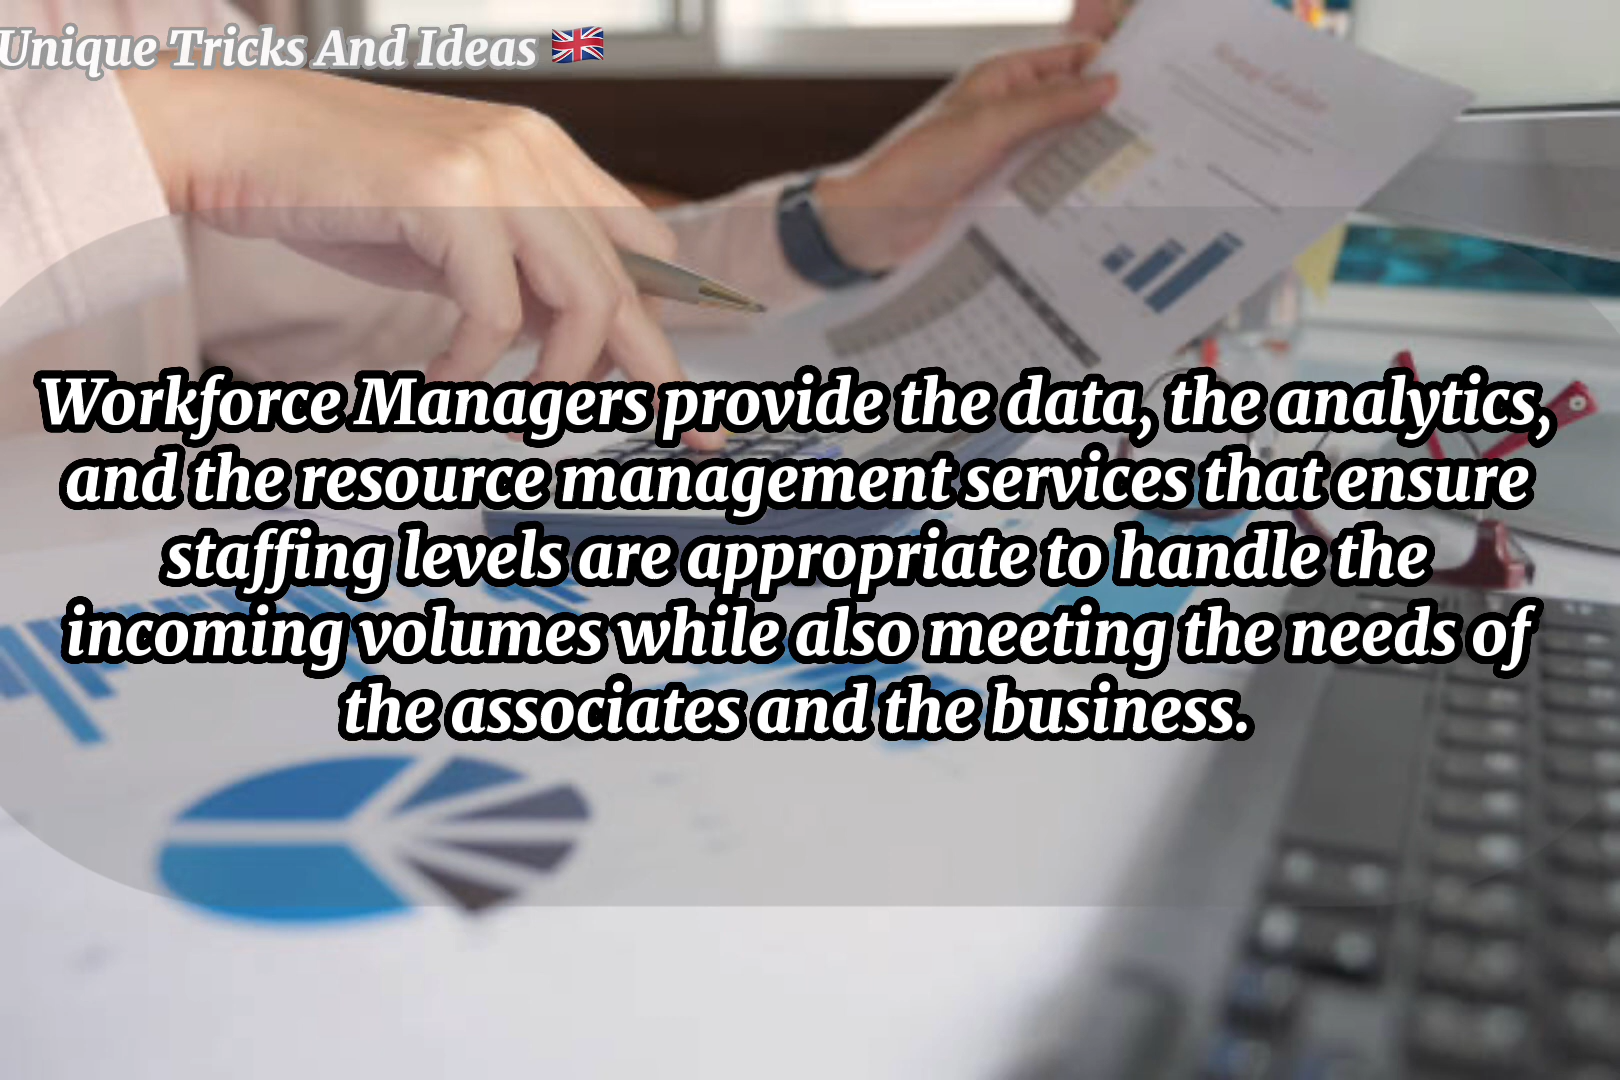 Unique Tricks And Ideas 🇬🇧
Workforce Managers provide the data, the analytics,
and the resource management services that ensure
staffing levels are appropriate to handle the
incoming volumes while also meeting the needs of
the associates and the business.